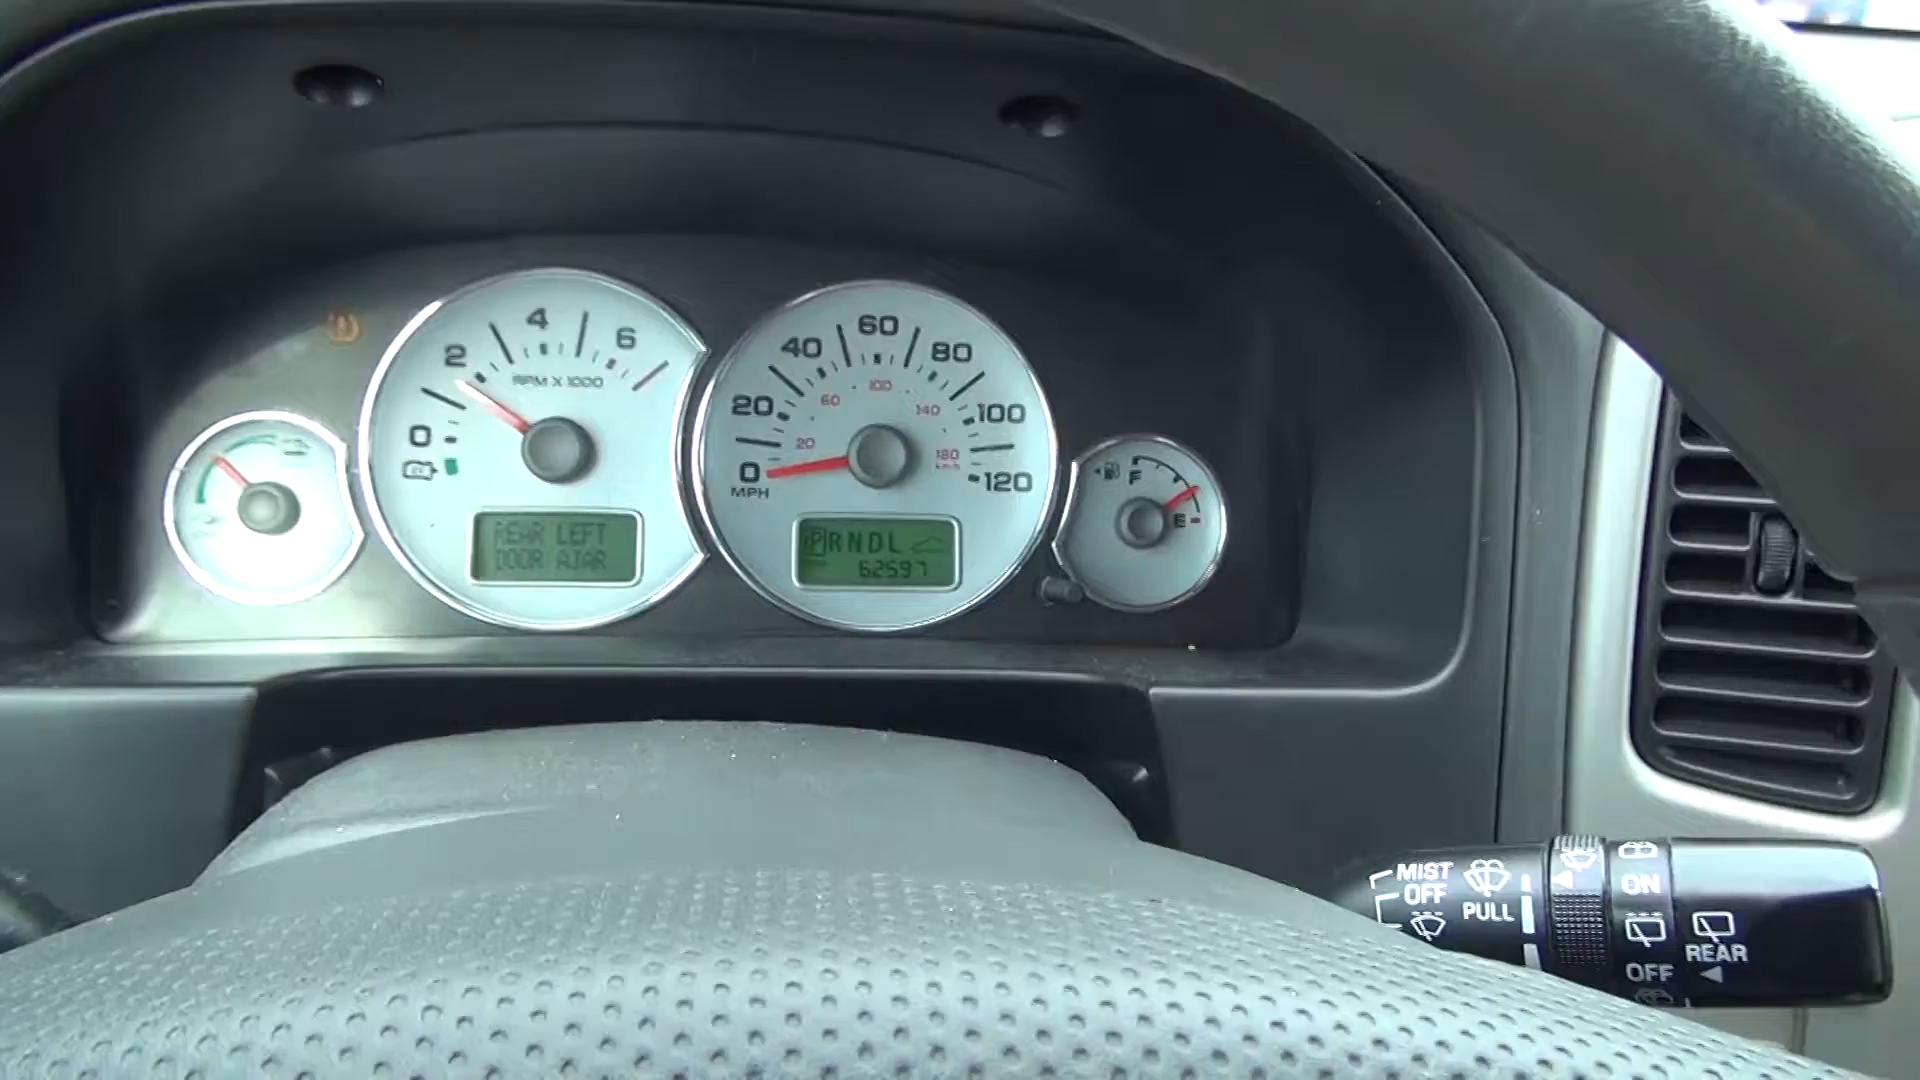 0
2
4
6
RPM X 1000
EV
REAR LEFT
DOOR AJAR
0
20
40
60
80
100
120
MPH
20
60
100
140
180
km/h
PRNDL
62597
F
E
MIST
OFF
PULL
ON
OFF
REAR